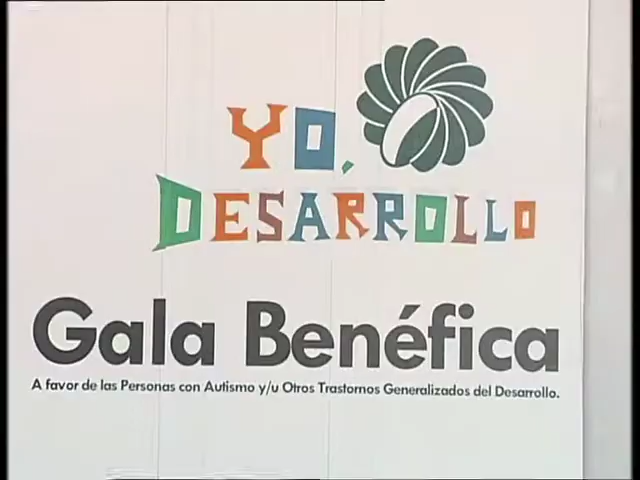 YO,
DESARROLLO
Gala Benéfica
A favor de las Personas con Autismo y/u Otros Trastornos Generalizados del Desarrollo.